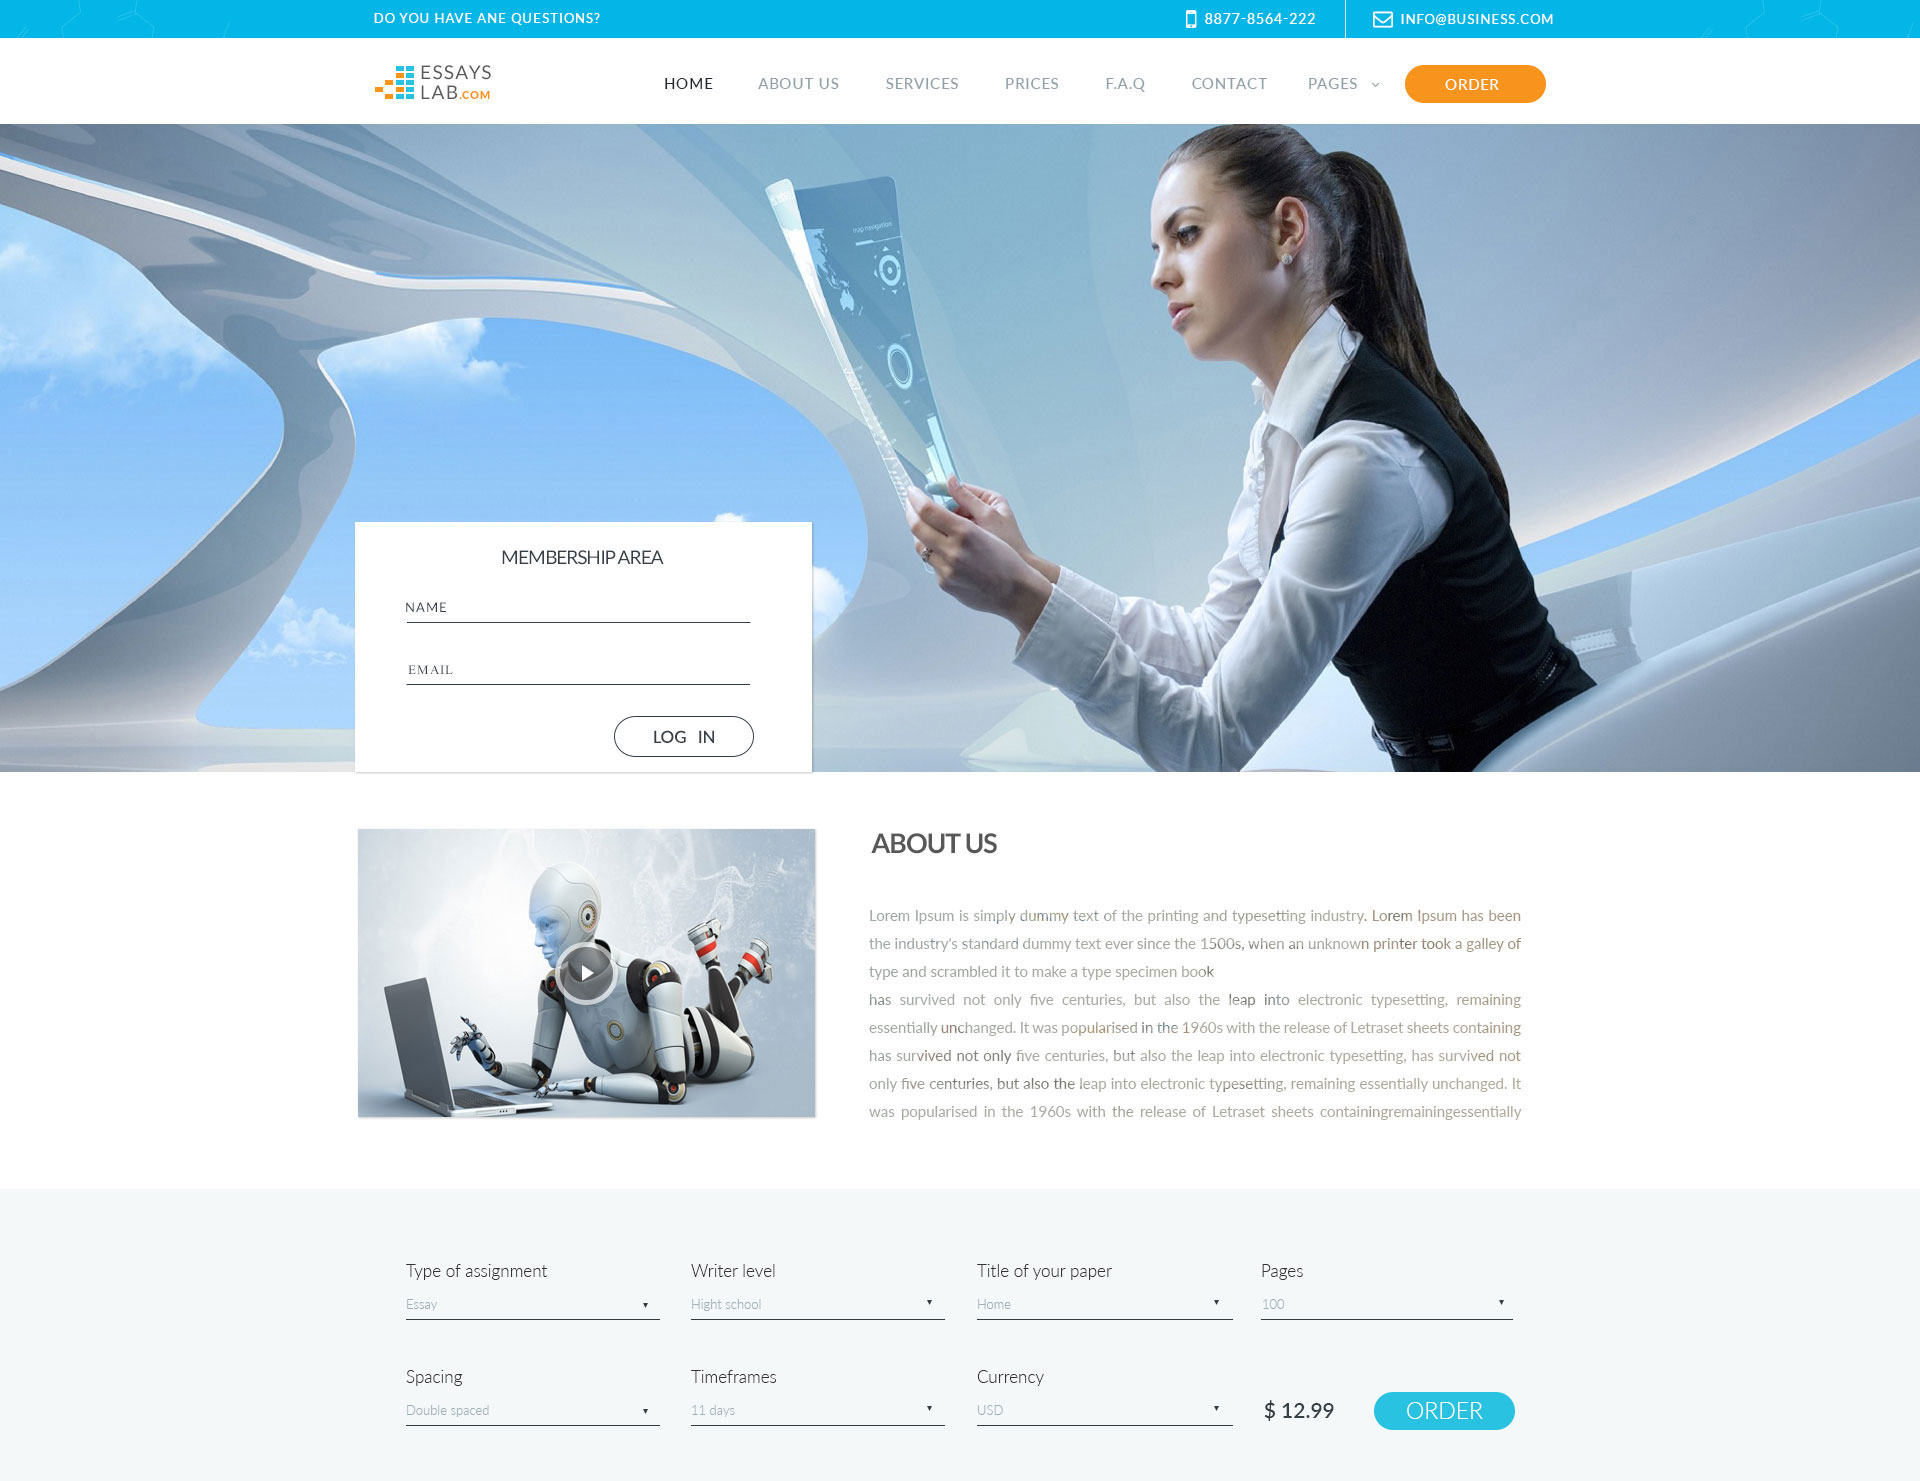 DO YOU HAVE ANE QUESTIONS?
8877-8564-222
INFO@BUSINESS.COM
ESSAYS
LAB.COM
HOME
ABOUT US
SERVICES
PRICES
F.A.Q
CONTACT
PAGES
ORDER
map navigation
MEMBERSHIP AREA
NAME
EMAIL
LOG IN
ABOUT US
Lorem Ipsum is simply dummy text of the printing and typesetting industry. Lorem Ipsum has been
the industry's standard dummy text ever since the 1500s, when an unknown printer took a galley of
type and scrambled it to make a type specimen book
has survived not only five centuries, but also the leap into electronic typesetting, remaining
essentially unchanged. It was popularised in the 1960s with the release of Letraset sheets containing
has survived not only five centuries, but also the leap into electronic typesetting, has survived not
only five centuries, but also the leap into electronic typesetting, remaining essentially unchanged. It
was popularised in the 1960s with the release of Letraset sheets containingremainingessentially
Type of assignment
Essay
Writer level
Hight school
Title of your paper
Home
Pages
100
Spacing
Double spaced
Timeframes
11 days
Currency
USD
$ 12.99
ORDER